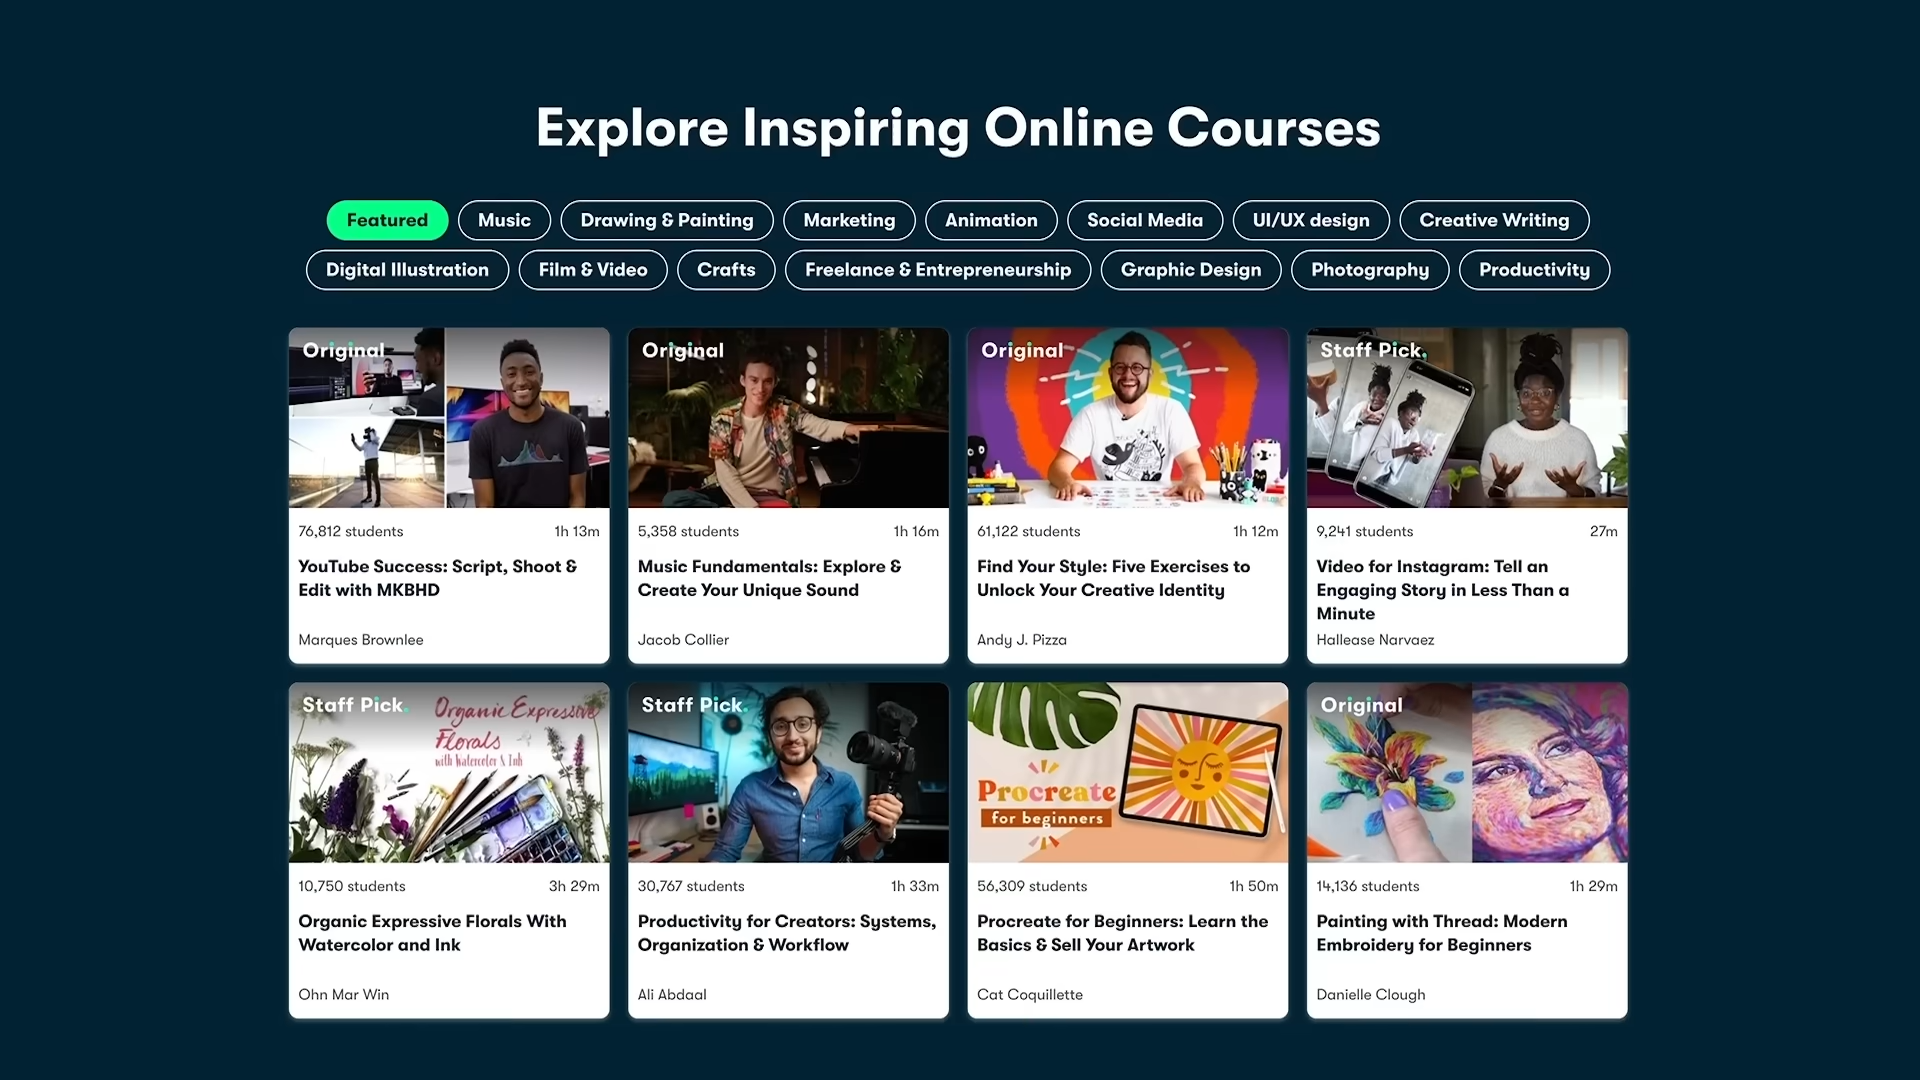 Explore Inspiring Online Courses
Featured Music Drawing & Painting Marketing Animation Social Media UI/UX design Creative Writing
Digital Illustration Film & Video Crafts Freelance & Entrepreneurship Graphic Design Photography Productivity
Original
76,812 students 1h 13m
YouTube Success: Script, Shoot &
Edit with MKBHD
Marques Brownlee
Original
5,358 students 1h 16m
Music Fundamentals: Explore &
Create Your Unique Sound
Jacob Collier
Original
61,122 students 1h 12m
Find Your Style: Five Exercises to
Unlock Your Creative Identity
Andy J. Pizza
Staff Pick.
9,241 students 27m
Video for Instagram: Tell an
Engaging Story in Less Than a
Minute
Hallease Narvaez
Staff Pick.
Organic Expressive
Florals
with Watercolor & Ink
10,750 students 3h 29m
Organic Expressive Florals With
Watercolor and Ink
Ohn Mar Win
Staff Pick.
30,767 students 1h 33m
Productivity for Creators: Systems,
Organization & Workflow
Ali Abdaal
Procreate
for beginners
56,309 students 1h 50m
Procreate for Beginners: Learn the
Basics & Sell Your Artwork
Cat Coquillette
Original
14,136 students 1h 29m
Painting with Thread: Modern
Embroidery for Beginners
Danielle Clough